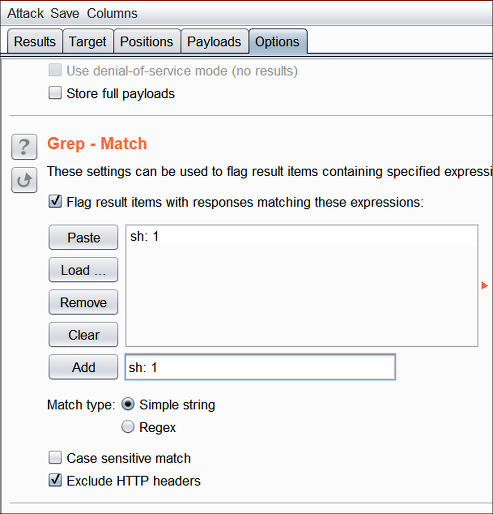 Attack Save Columns
Results Target Positions Payloads Options
Use denial-of-service mode (no results)
Store full payloads
? Grep - Match
These settings can be used to flag result items containing specified expressi
Flag result items with responses matching these expressions:
Paste sh: 1
Load ...
Remove
Clear
Add sh: 1
Match type: Simple string
Regex
Case sensitive match
Exclude HTTP headers